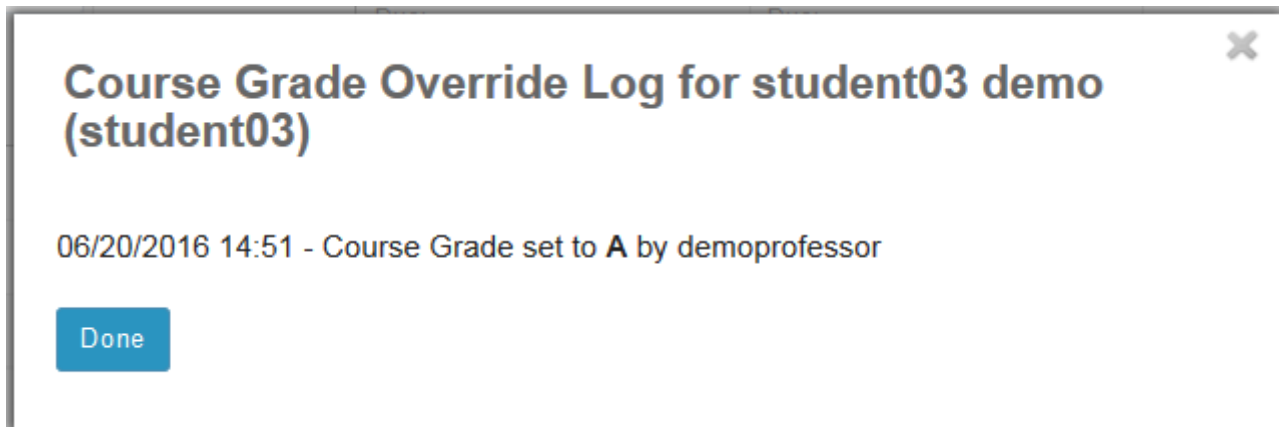 Course Grade Override Log for student03 demo
(student03)
06/20/2016 14:51 - Course Grade set to A by demoprofessor
Done